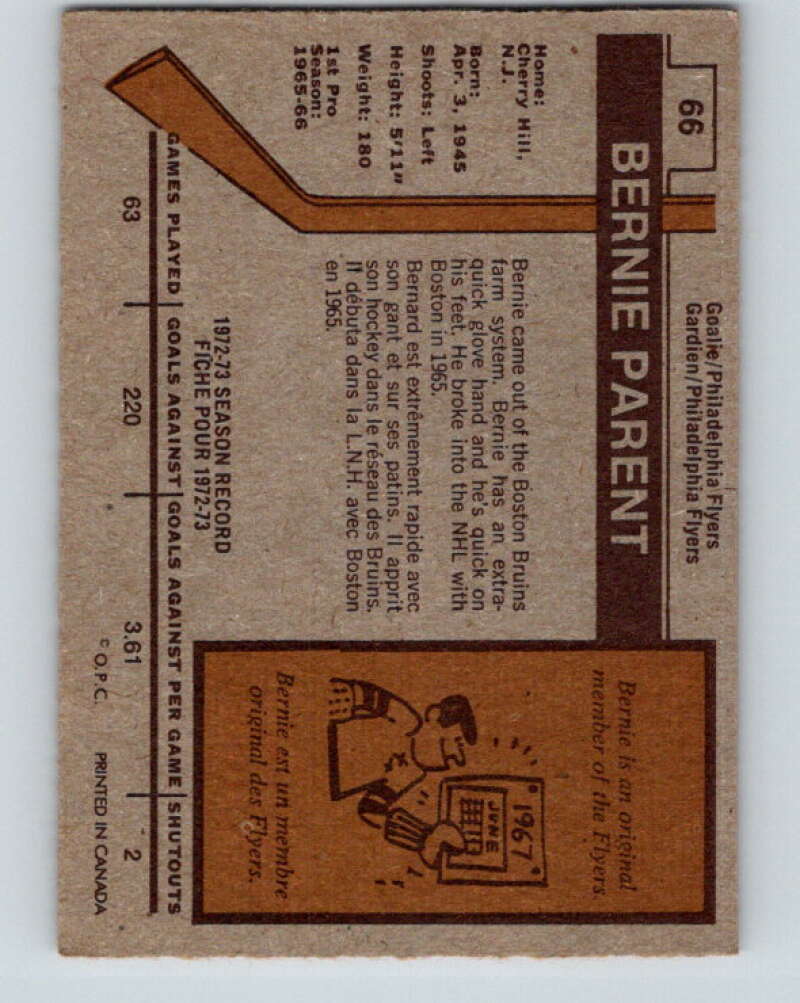 66
Goalie/Philadelphia Flyers
Gardien/Philadelphia Flyers
BERNIE PARENT
Home:
Cherry Hill,
N.J.
Born:
Apr. 3, 1945
Shoots: Left
Height: 5'11"
Weight: 180
1st Pro
Season:
1965-66
Bernie came out of the Boston Bruins
farm system. Bernie has an extra-
quick glove hand and he's quick on
his feet. He broke into the NHL with
Boston in 1965.
Bernard est extrêmement rapide avec
son gant et sur ses patins. Il apprit
son hockey dans le réseau des Bruins.
Il débuta dans la L.N.H. avec Boston
en 1965.
Bernie is an original
member of the Flyers.
1967
JUNE
Bernie est un membre
original des Flyers.
1972-73 SEASON RECORD
FICHE POUR 1972-73
GAMES PLAYED GOALS AGAINST GOALS AGAINST PER GAME SHUTOUTS
63 220 3.61 2
© O.P.C. PRINTED IN CANADA